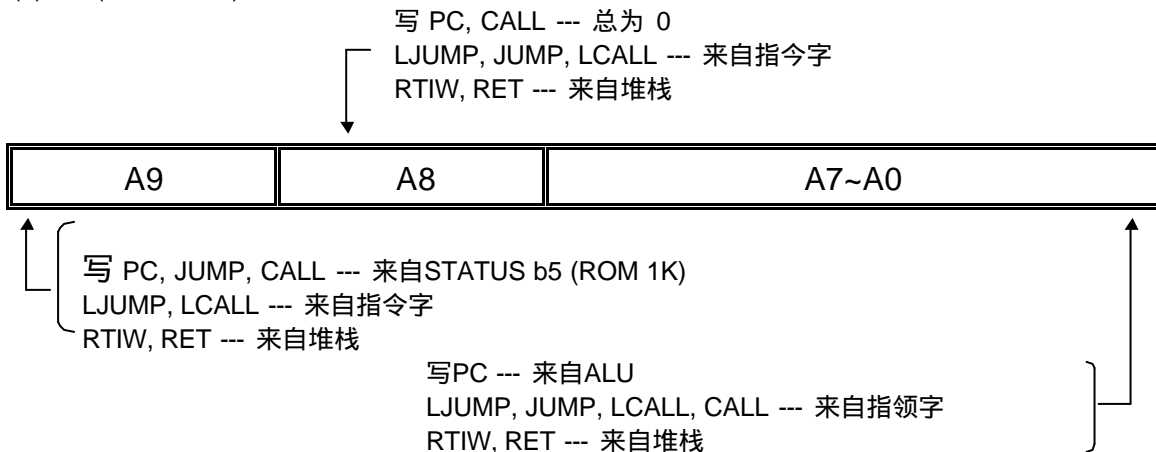 写 PC, CALL --- 总为 0
LJUMP, JUMP, LCALL --- 来自指今字
RTIW, RET --- 来自堆栈
A9 A8 A7~A0
写 PC, JUMP, CALL --- 来自STATUS b5 (ROM 1K)
LJUMP, LCALL --- 来自指令字
RTIW, RET --- 来自堆栈
写PC --- 来自ALU
LJUMP, JUMP, LCALL, CALL --- 来自指领字
RTIW, RET --- 来自堆栈